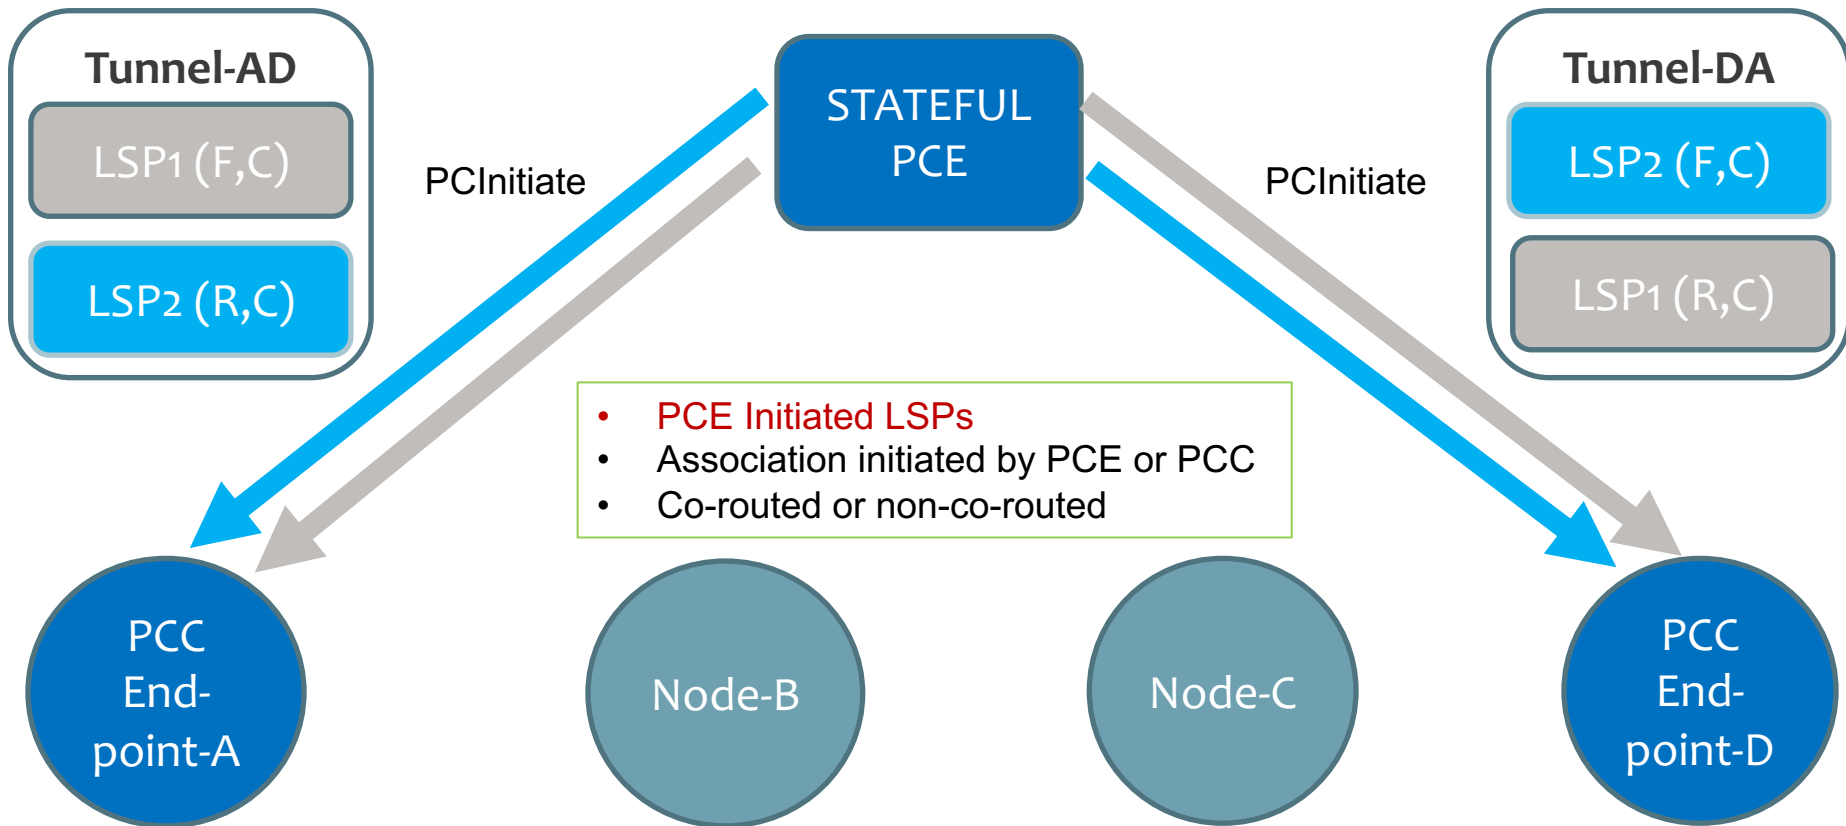 Tunnel-AD
LSP1 (F,C)
LSP2 (R,C)
PCInitiate
STATEFUL
PCE
PCInitiate
Tunnel-DA
LSP2 (F,C)
LSP1 (R,C)
• PCE Initiated LSPs
• Association initiated by PCE or PCC
• Co-routed or non-co-routed
PCC
End-
point-A
Node-B
Node-C
PCC
End-
point-D